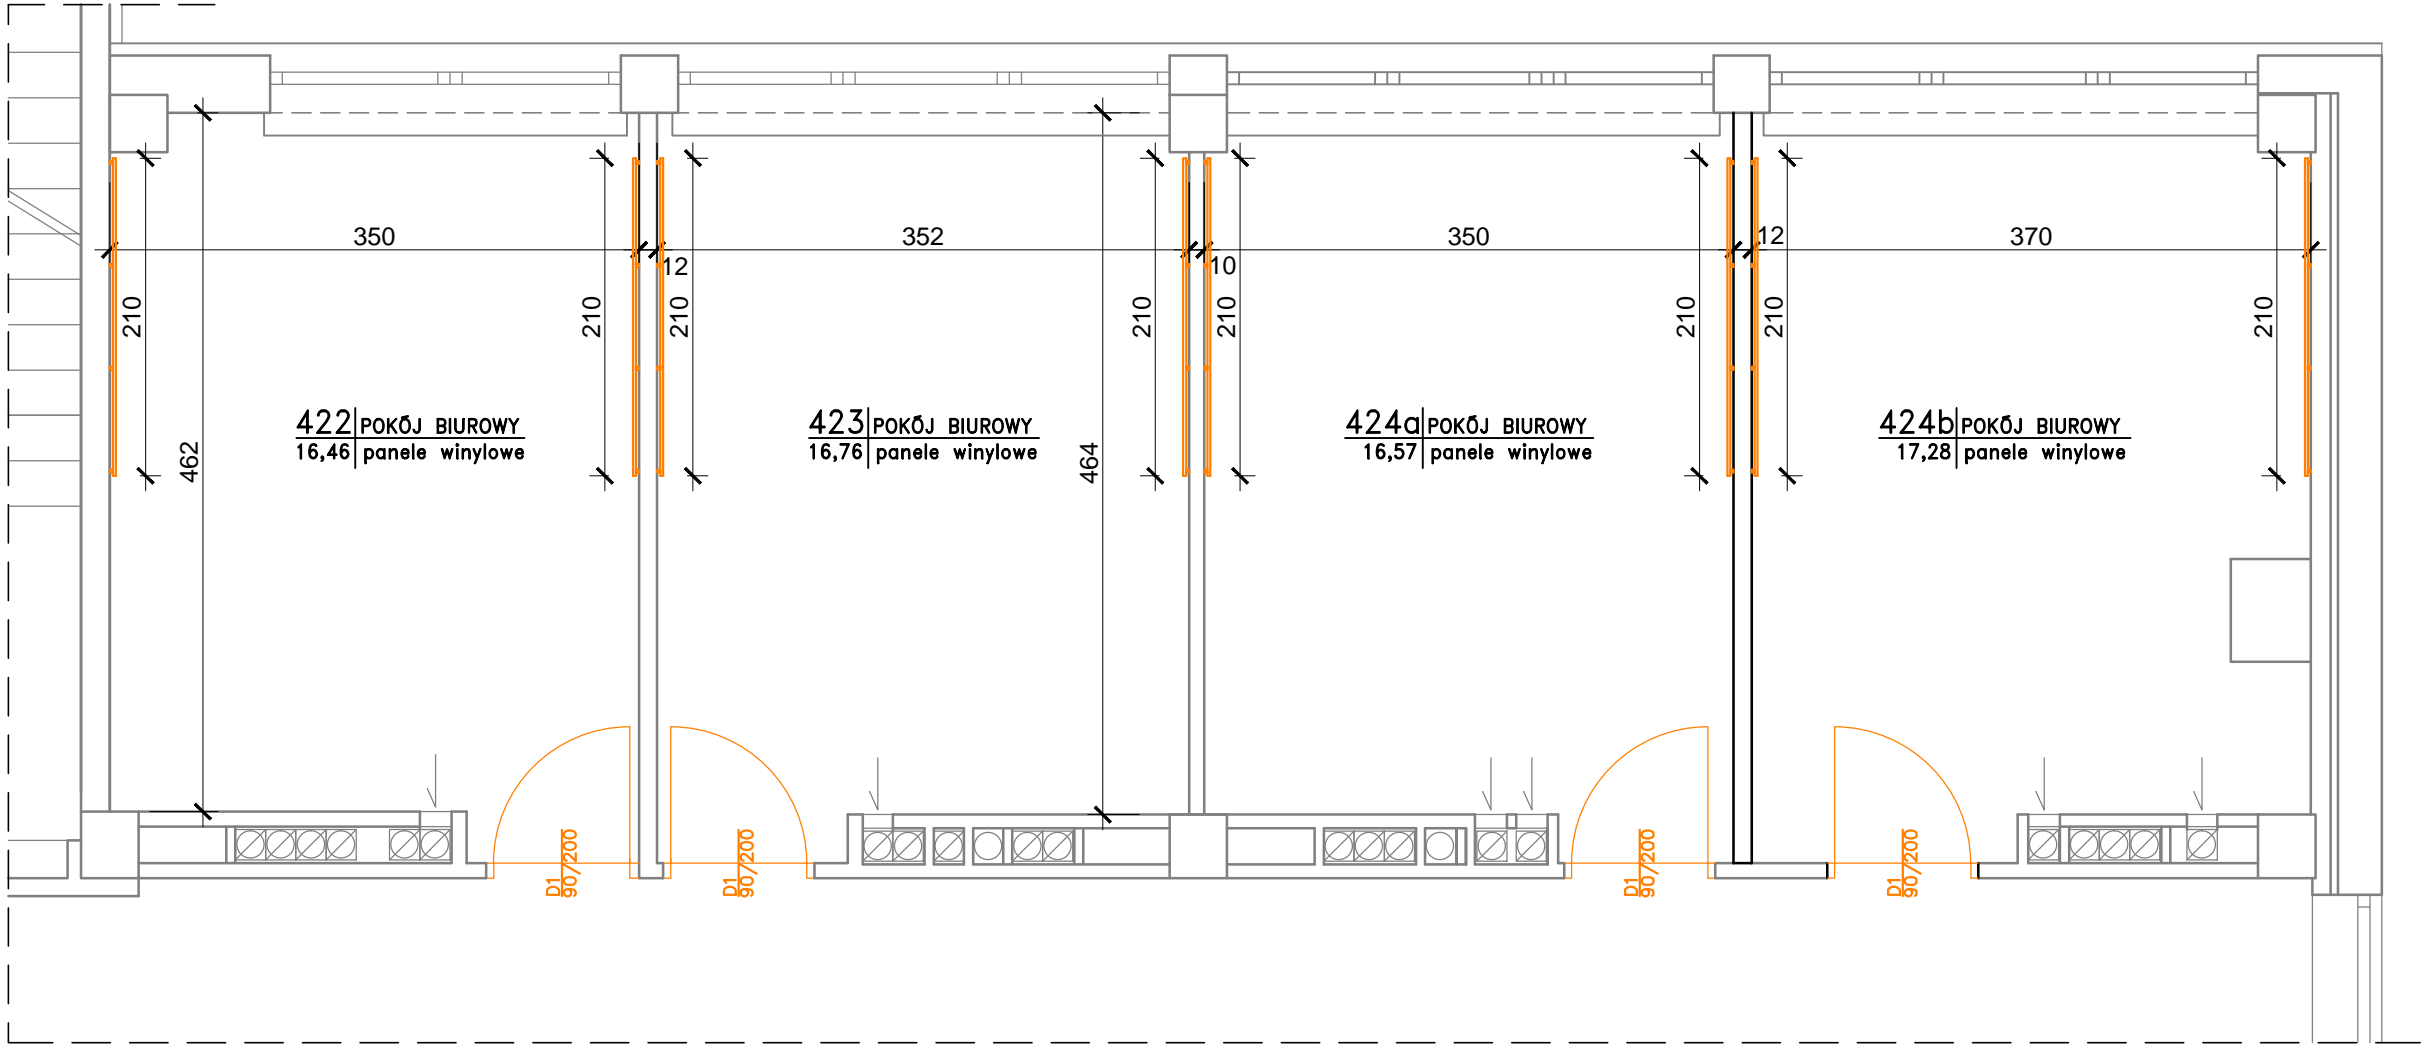 350
12
352
10
350
12
370
210
210
210
210
210
210
210
210
422 POKÓJ BIUROWY
16,46 panele winylowe
423 POKÓJ BIUROWY
16,76 panele winylowe
424a POKÓJ BIUROWY
16,57 panele winylowe
424b POKÓJ BIUROWY
17,28 panele winylowe
462
464
D1
90/200
D1
90/200
D1
90/200
D1
90/200